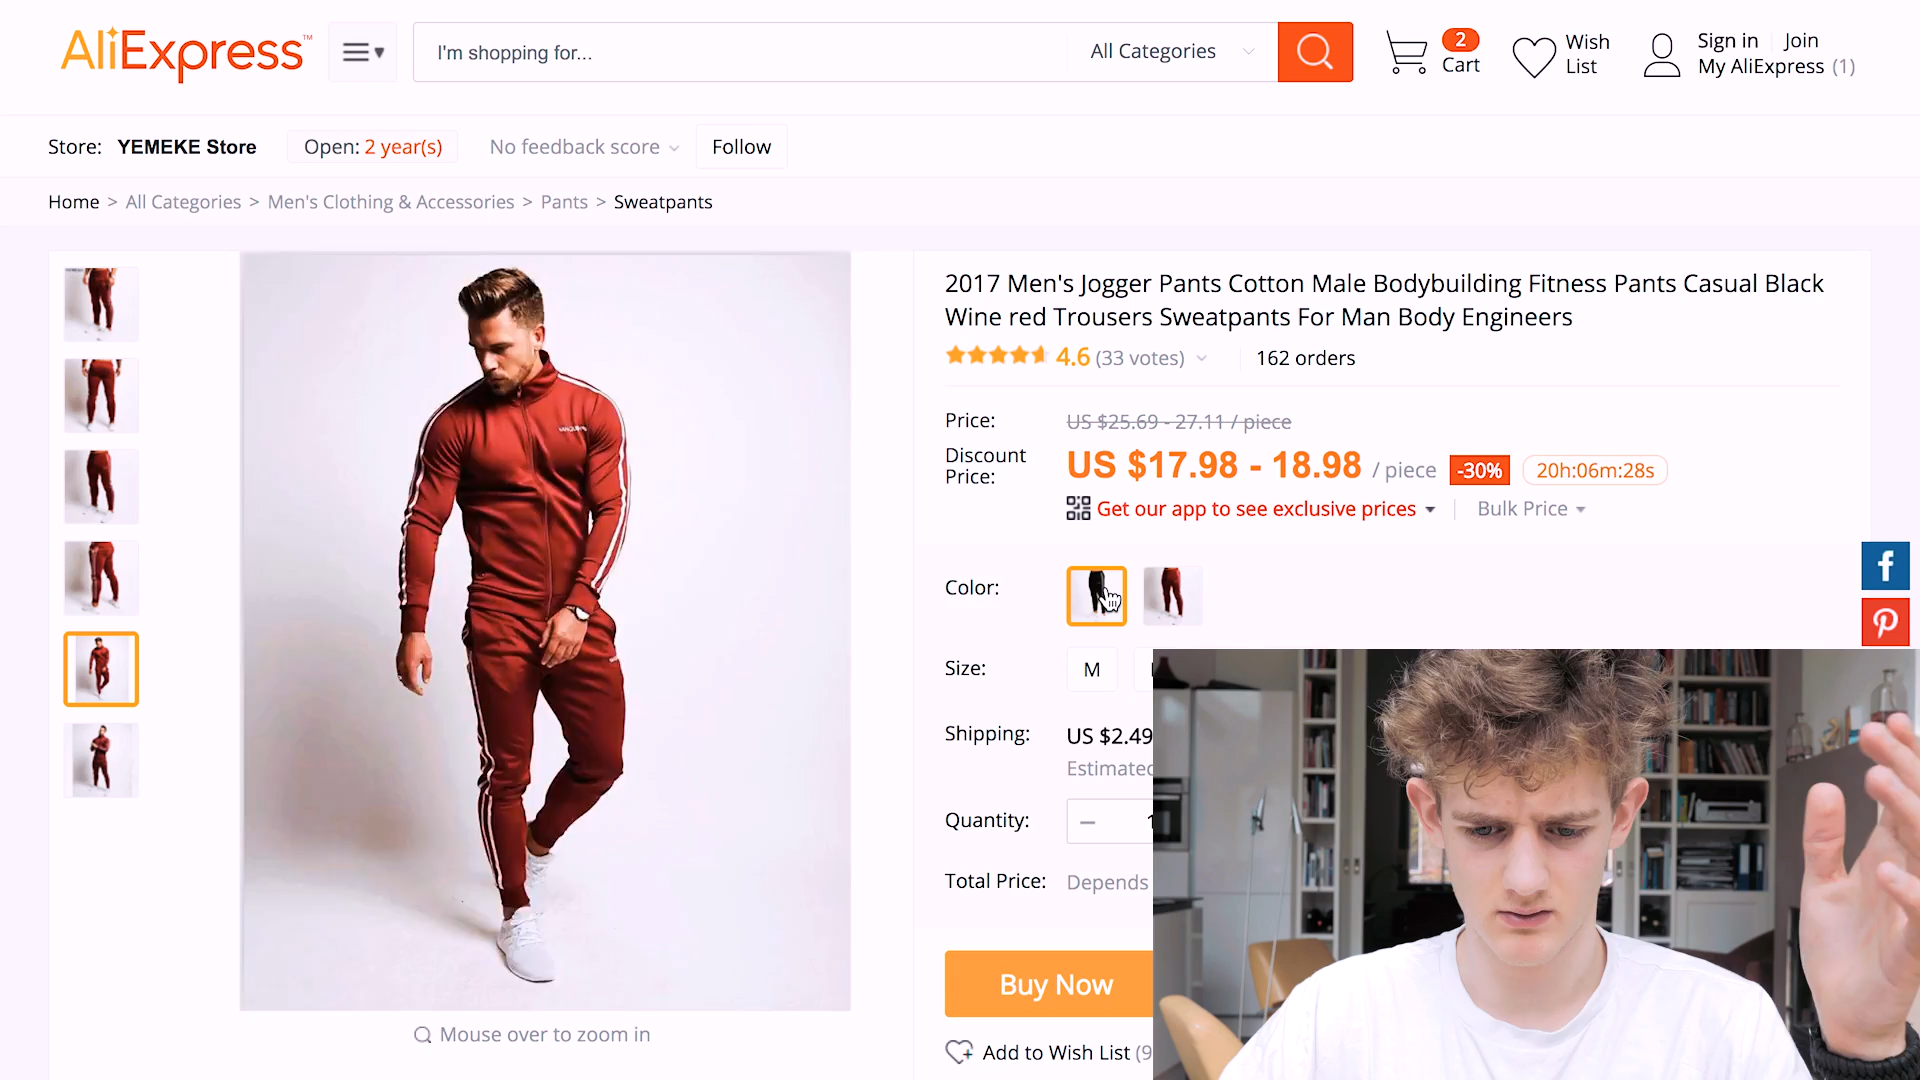 AliExpress™
I'm shopping for...
All Categories
2
Cart
Wish
List
Sign in
Join
My AliExpress (1)
Store: YEMEKE Store
Open: 2 year(s)
No feedback score
Follow
Home > All Categories > Men's Clothing & Accessories > Pants > Sweatpants
2017 Men's Jogger Pants Cotton Male Bodybuilding Fitness Pants Casual Black
Wine red Trousers Sweatpants For Man Body Engineers
4.6 (33 votes)
162 orders
Price: US $25.69 - 27.11 / piece
Discount
Price:
US $17.98 - 18.98 / piece
-30%
20h:06m:28s
Get our app to see exclusive prices
Bulk Price
Color:
Size: M
Shipping: US $2.49
Estimated
Quantity: 1
Total Price: Depends
Buy Now
Add to Wish List (9
Mouse over to zoom in